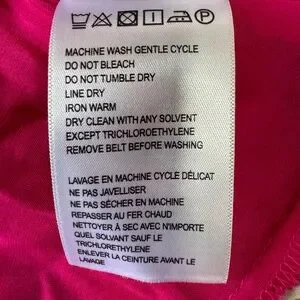 MACHINE WASH GENTLE CYCLE
DO NOT BLEACH
DO NOT TUMBLE DRY
LINE DRY
IRON WARM
DRY CLEAN WITH ANY SOLVENT
EXCEPT TRICHLOROETHYLENE
REMOVE BELT BEFORE WASHING
LAVAGE EN MACHINE CYCLE DÉLICAT
NE PAS JAVELLISER
NE PAS SÉCHER EN MACHINE
REPASSER AU FER CHAUD
NETTOYER À SEC AVEC N'IMPORTE
QUEL SOLVANT SAUF LE
TRICHLOROETHYLENE
ENLEVER LA CEINTURE AVANT LE
LAVAGE